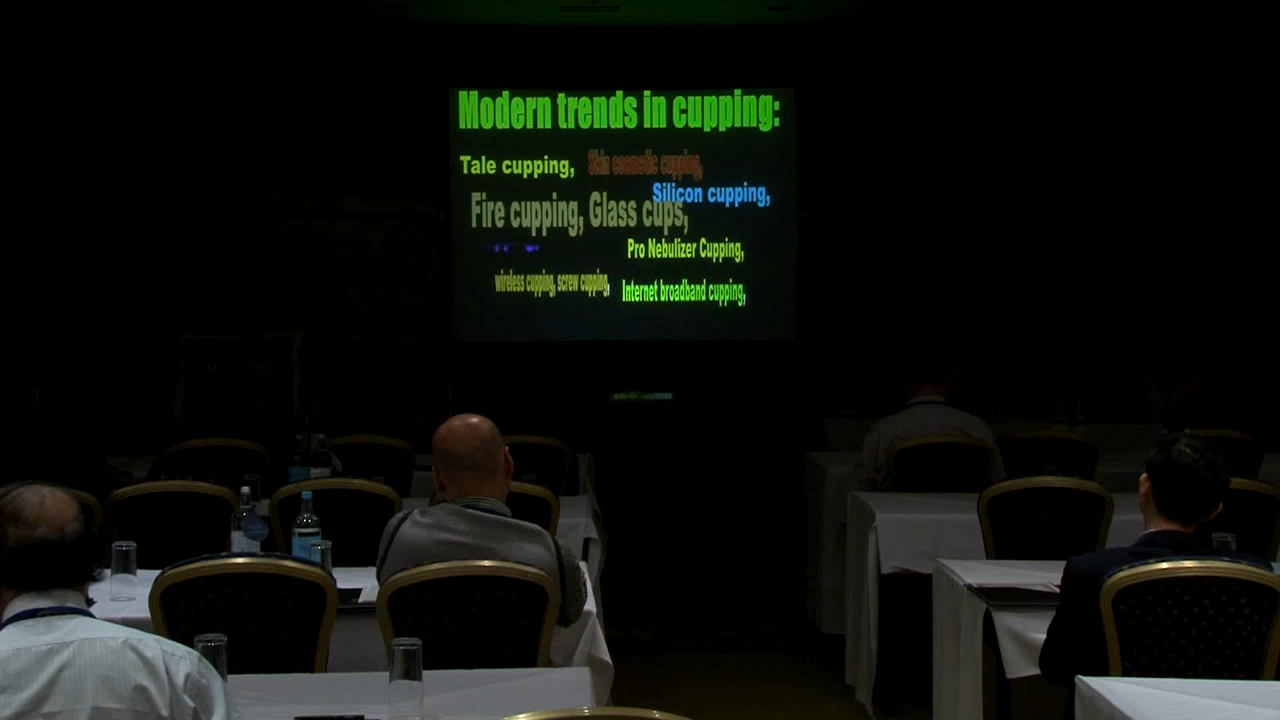 Modern trends in cupping:
Tale cupping, Skin cosmetic cupping,
Silicon cupping,
Fire cupping, Glass cups,
Pro Nebulizer Cupping,
wireless cupping, screw cupping,
Internet broadband cupping,